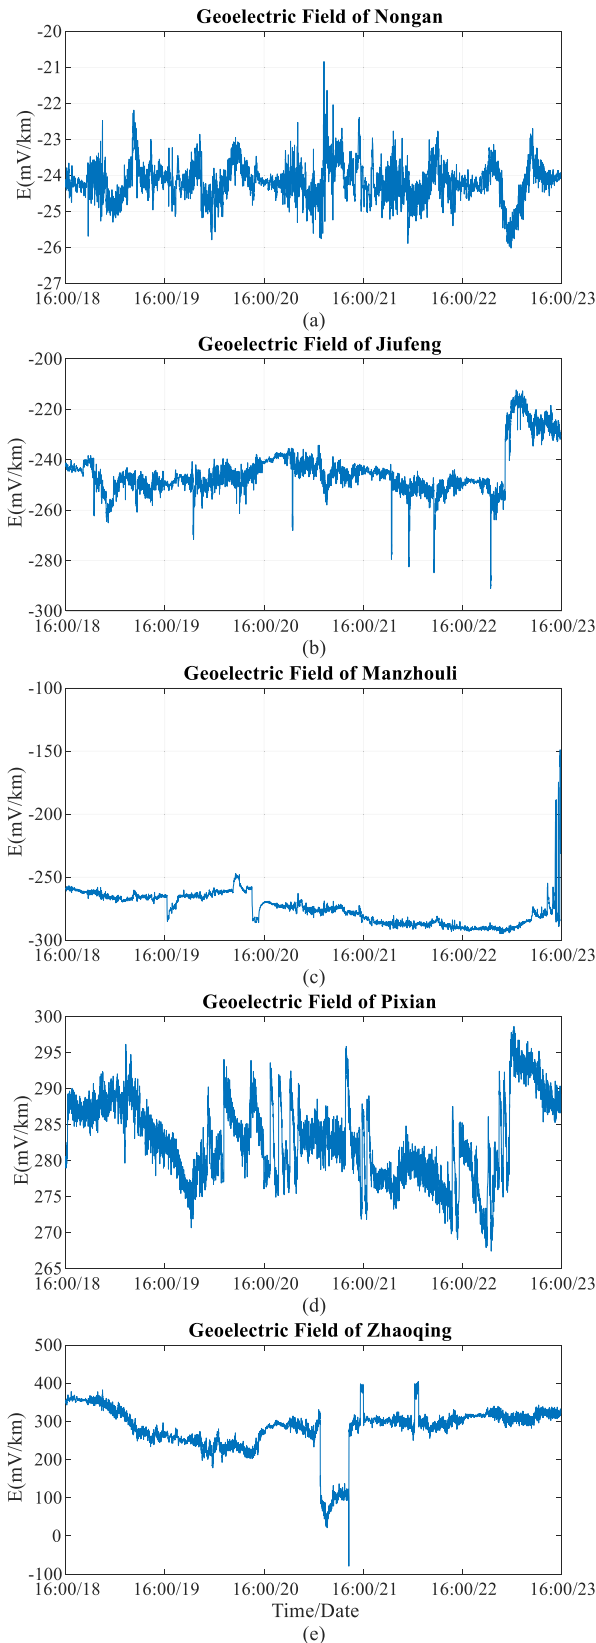 Geoelectric Field of Nongan
-20
-21
-22
-23
-24
-25
-26
-27
E(mV/km)
16:00/18 16:00/19 16:00/20 16:00/21 16:00/22 16:00/23
(a)
Geoelectric Field of Jiufeng
-200
-220
-240
-260
-280
-300
E(mV/km)
16:00/18 16:00/19 16:00/20 16:00/21 16:00/22 16:00/23
(b)
Geoelectric Field of Manzhouli
-100
-150
-200
-250
-300
E(mV/km)
16:00/18 16:00/19 16:00/20 16:00/21 16:00/22 16:00/23
(c)
Geoelectric Field of Pixian
300
295
290
285
280
275
270
265
E(mV/km)
16:00/18 16:00/19 16:00/20 16:00/21 16:00/22 16:00/23
(d)
Geoelectric Field of Zhaoqing
500
400
300
200
100
0
-100
E(mV/km)
16:00/18 16:00/19 16:00/20 16:00/21 16:00/22 16:00/23
Time/Date
(e)